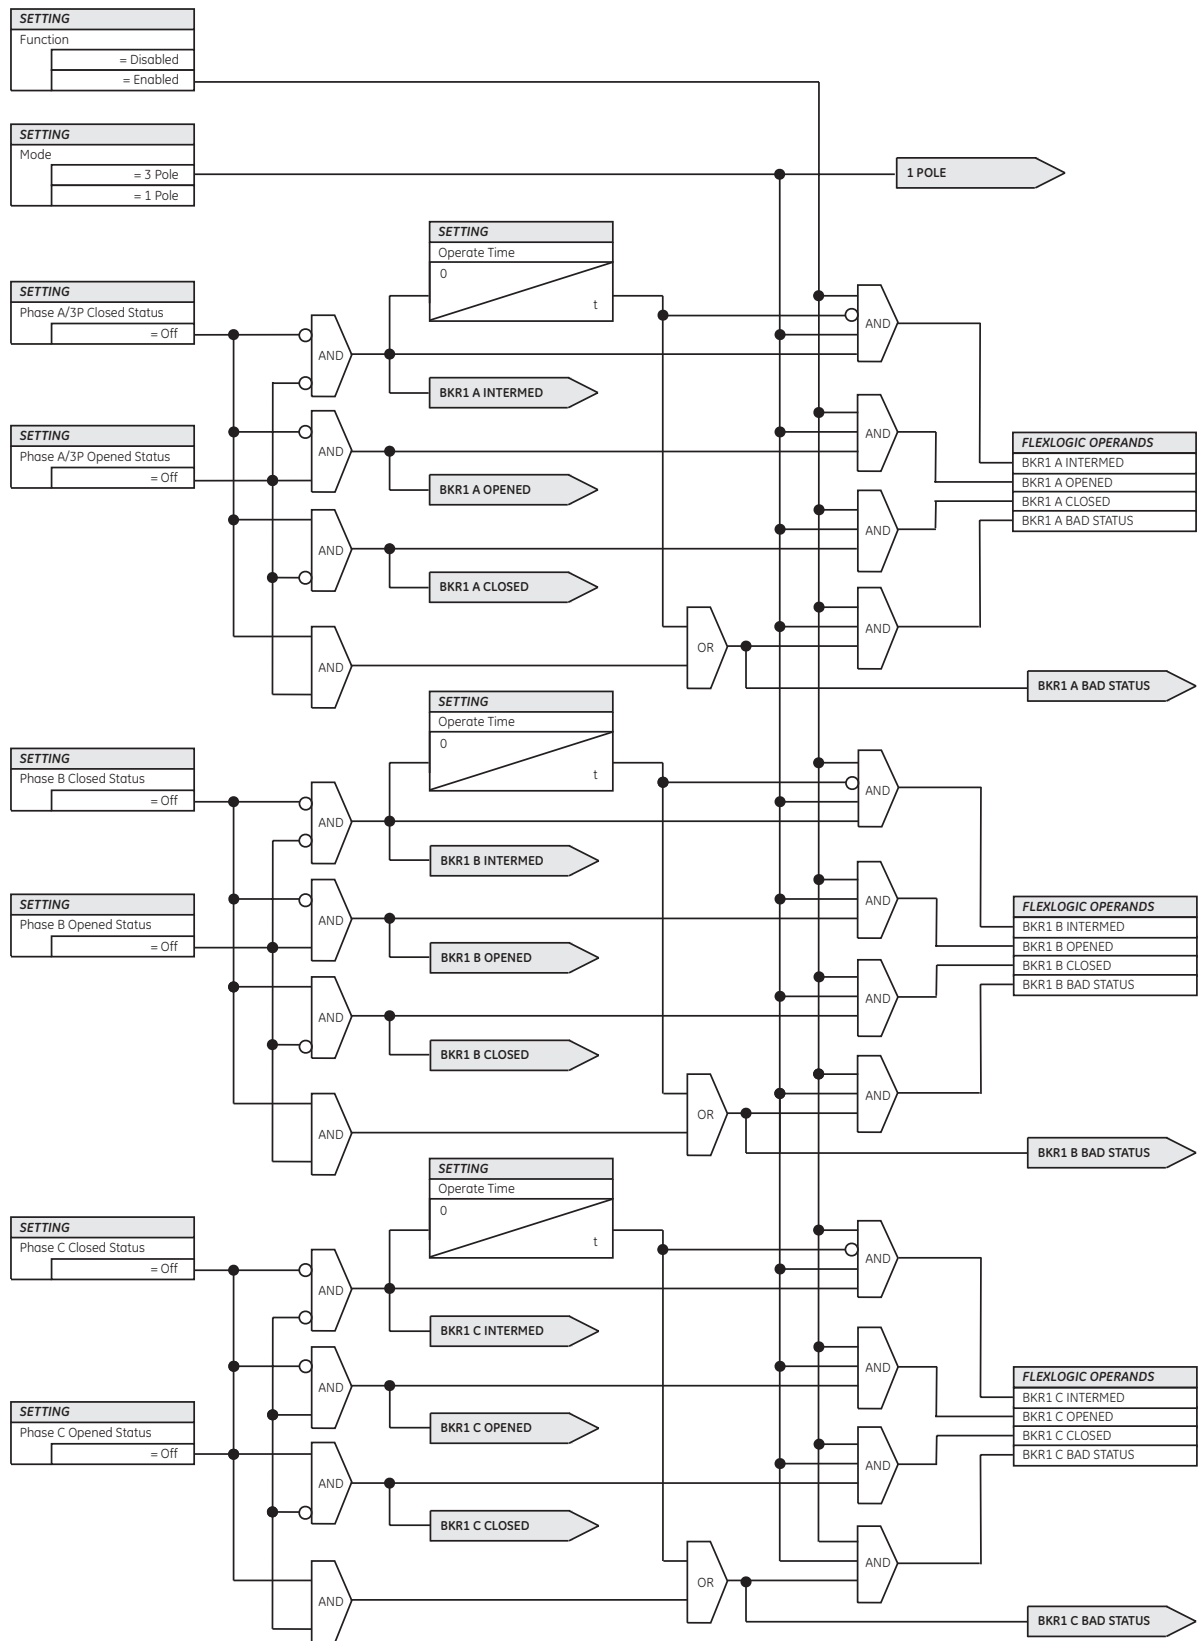 SETTING
Function
= Disabled
= Enabled
SETTING
Mode
= 3 Pole
= 1 Pole
1 POLE
SETTING
Operate Time
0
t
SETTING
Phase A/3P Closed Status
= Off
AND
AND
BKR1 A INTERMED
SETTING
Phase A/3P Opened Status
= Off
AND
AND
BKR1 A OPENED
FLEXLOGIC OPERANDS
BKR1 A INTERMED
BKR1 A OPENED
BKR1 A CLOSED
BKR1 A BAD STATUS
AND
AND
BKR1 A CLOSED
AND
OR
AND
BKR1 A BAD STATUS
SETTING
Operate Time
0
t
SETTING
Phase B Closed Status
= Off
AND
AND
BKR1 B INTERMED
SETTING
Phase B Opened Status
= Off
AND
AND
BKR1 B OPENED
FLEXLOGIC OPERANDS
BKR1 B INTERMED
BKR1 B OPENED
BKR1 B CLOSED
BKR1 B BAD STATUS
AND
AND
BKR1 B CLOSED
AND
OR
AND
BKR1 B BAD STATUS
SETTING
Operate Time
0
t
SETTING
Phase C Closed Status
= Off
AND
AND
BKR1 C INTERMED
SETTING
Phase C Opened Status
= Off
AND
AND
BKR1 C OPENED
FLEXLOGIC OPERANDS
BKR1 C INTERMED
BKR1 C OPENED
BKR1 C CLOSED
BKR1 C BAD STATUS
AND
AND
BKR1 C CLOSED
AND
OR
AND
BKR1 C BAD STATUS